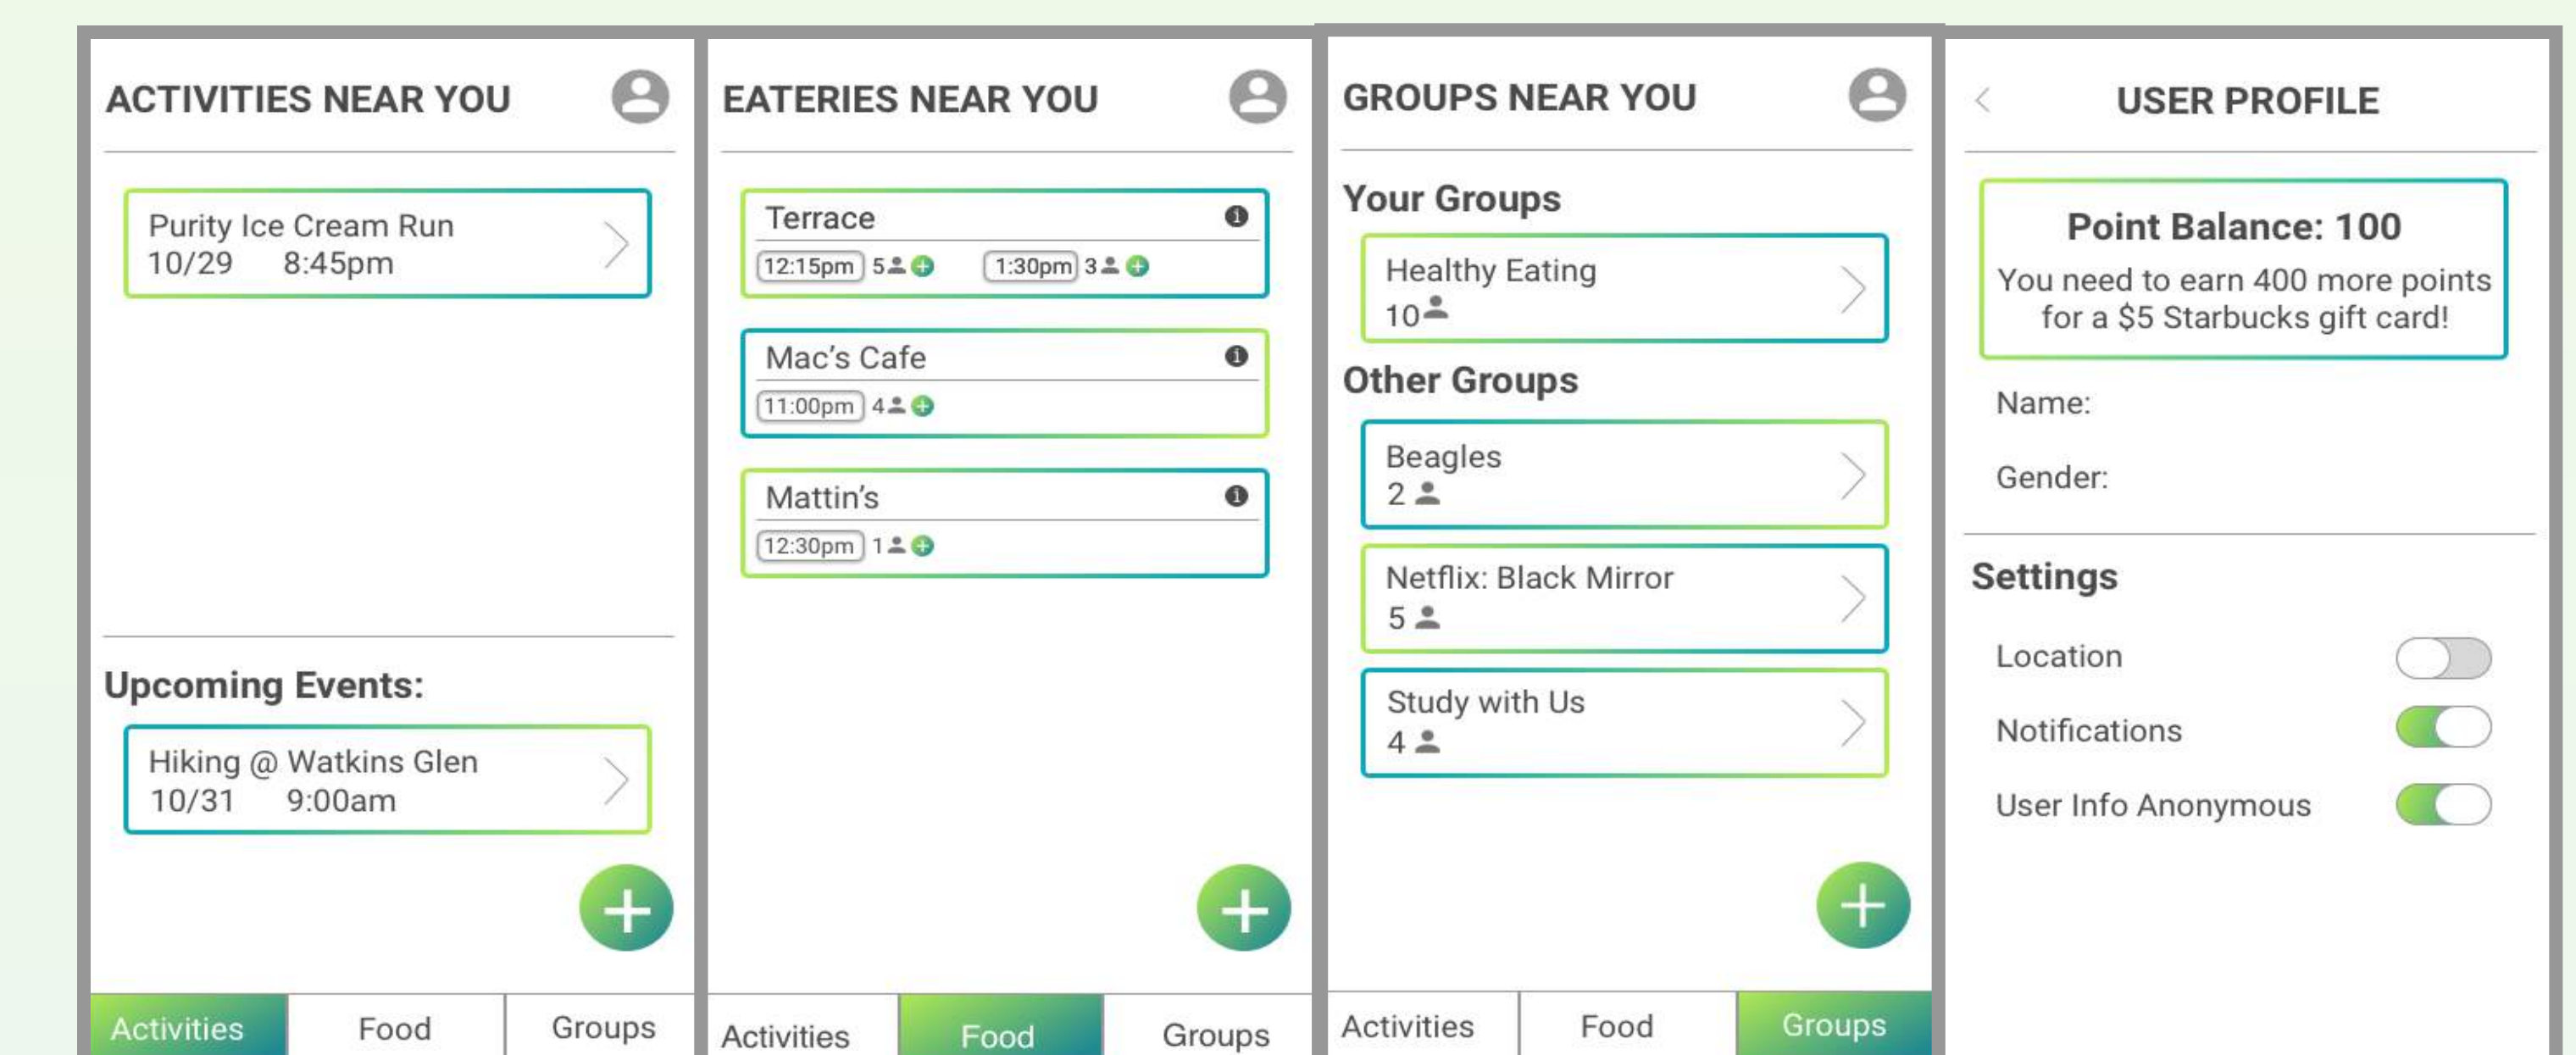 ACTIVITIES NEAR YOU
Purity Ice Cream Run
10/29 8:45pm
Upcoming Events:
Hiking @ Watkins Glen
10/31 9:00am
Activities Food Groups
EATERIES NEAR YOU
Terrace
12:15pm 5 1:30pm 3
Mac's Cafe
11:00pm 4
Mattin's
12:30pm 1
Activities Food Groups
GROUPS NEAR YOU
Your Groups
Healthy Eating
10
Other Groups
Beagles
2
Netflix: Black Mirror
5
Study with Us
4
Activities Food Groups
USER PROFILE
Point Balance: 100
You need to earn 400 more points
for a $5 Starbucks gift card!
Name:
Gender:
Settings
Location
Notifications
User Info Anonymous